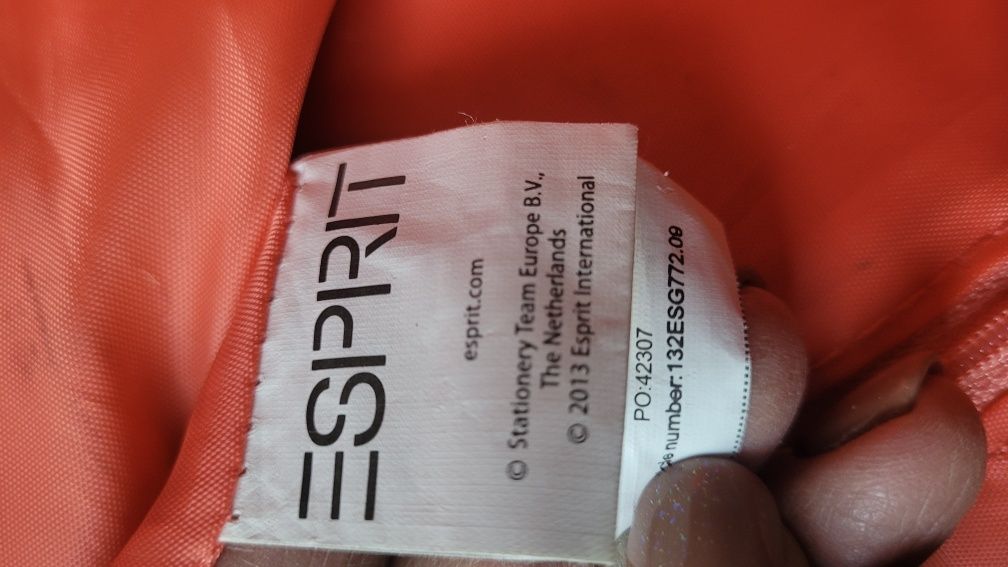 ESPRIT
esprit.com
© Stationery Team Europe B.V.,
The Netherlands
© 2013 Esprit International
PO:42307
number:132ESG772.09